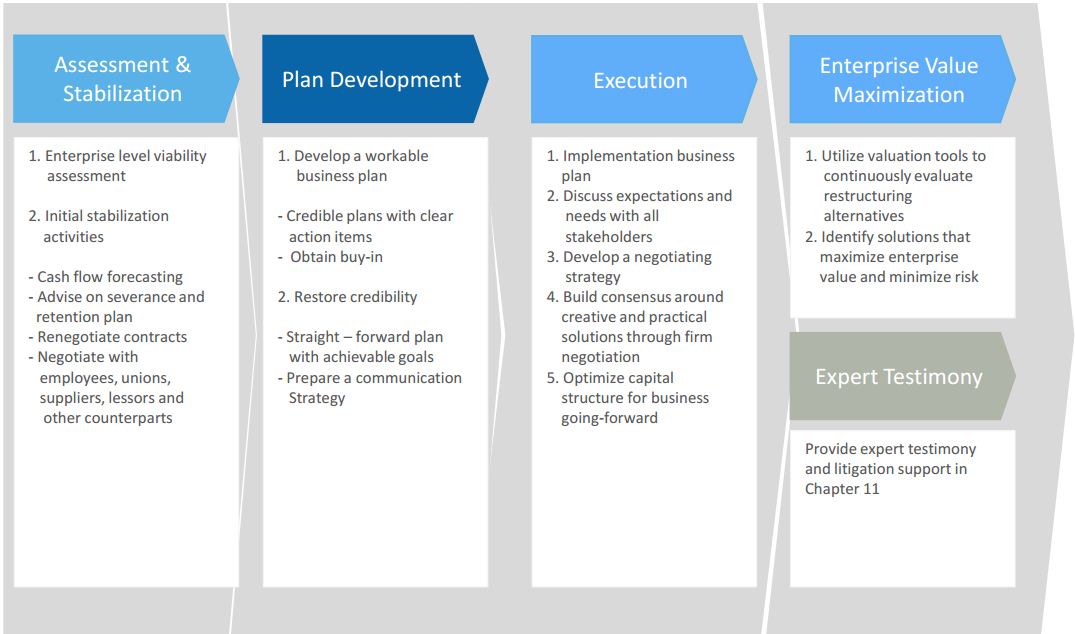 Assessment &
Stabilization
1. Enterprise level viability
assessment
2. Initial stabilization
activities
- Cash flow forecasting
- Advise on severance and
retention plan
- Renegotiate contracts
- Negotiate with
employees, unions,
suppliers, lessors and
other counterparts
Plan Development
1. Develop a workable
business plan
- Credible plans with clear
action items
- Obtain buy-in
2. Restore credibility
- Straight – forward plan
with achievable goals
- Prepare a communication
Strategy
Execution
1. Implementation business
plan
2. Discuss expectations and
needs with all
stakeholders
3. Develop a negotiating
strategy
4. Build consensus around
creative and practical
solutions through firm
negotiation
5. Optimize capital
structure for business
going-forward
Enterprise Value
Maximization
1. Utilize valuation tools to
continuously evaluate
restructuring
alternatives
2. Identify solutions that
maximize enterprise
value and minimize risk
Expert Testimony
Provide expert testimony
and litigation support in
Chapter 11